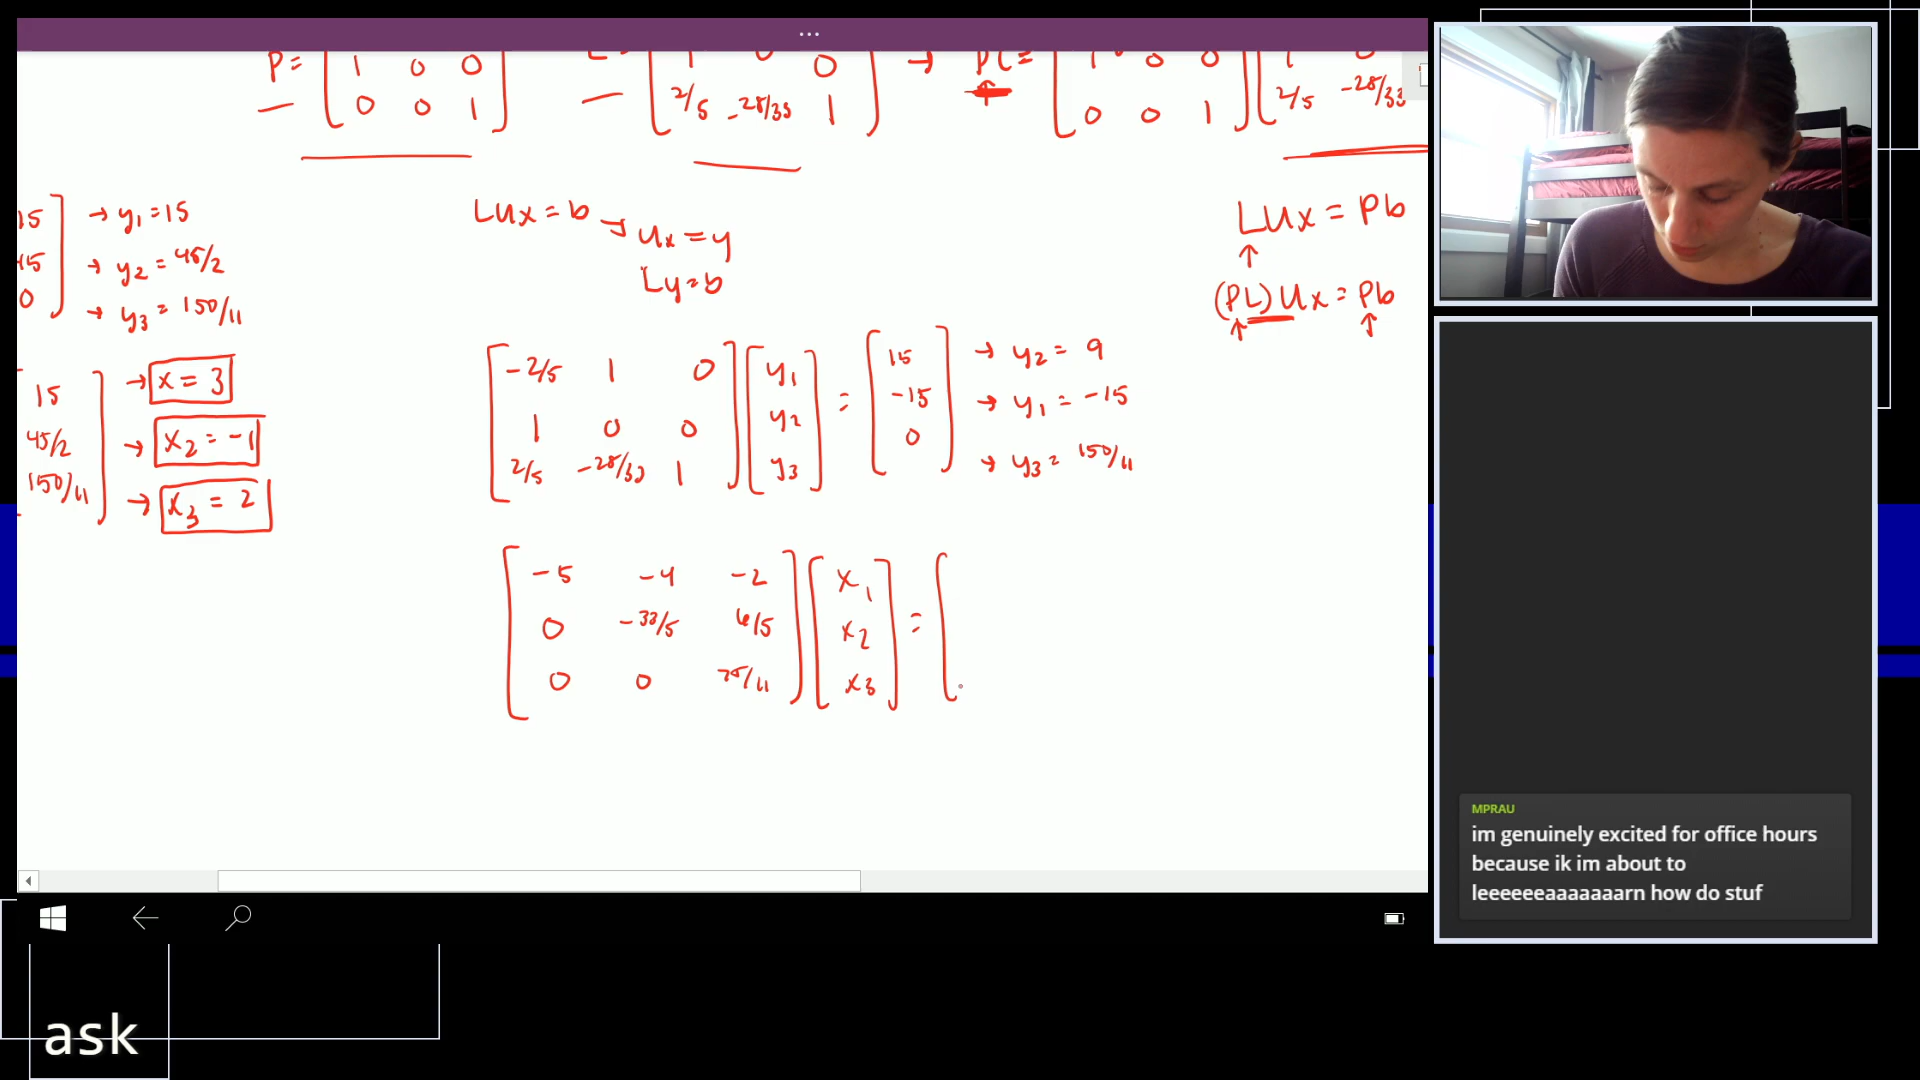 ...
P = [ 1 0 0
0 0 1 ]
[ 1 0 0
2/5 -28/33 1 ]
→ PL =
[ 1 0 0
0 0 1 ]
[ 1 0
2/5 -28/33
15 ] → y1 = 15
→ y2 = 45/2
0 → y3 = 150/11
15 ] → x = 3
45/2 → x2 = -1
150/11 → x3 = 2
LUx = b → Ux = y
Ly = b
LUx = Pb
↑
(PL)Ux = Pb
↑ ↑
[ -2/5 1 0 ] [ y1 ] = [ 15 ] → y2 = 9
1 0 0 y2 -15 → y1 = -15
2/5 -28/33 1 y3 0 → y3 = 150/11
[ -5 -4 -2 ] [ x1 ] = [
0 -33/5 6/5 x2
0 0 75/11 x3
MPRAU
im genuinely excited for office hours
because ik im about to
leeeeeeaaaaaaarn how do stuf
ask